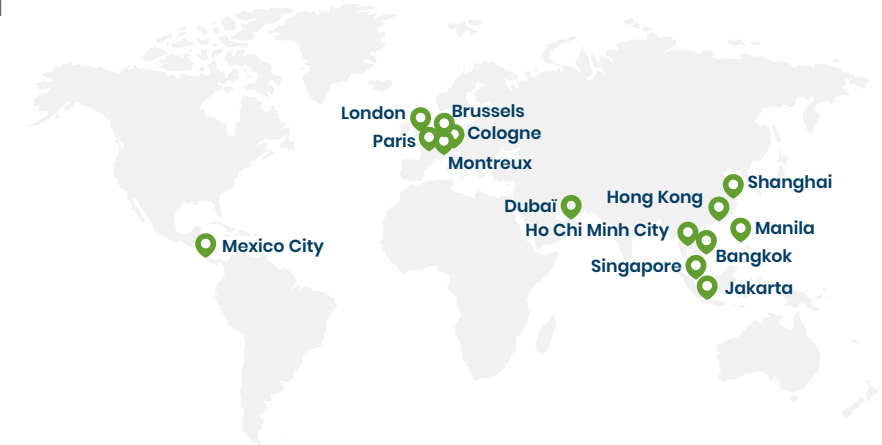 London
Brussels
Paris
Cologne
Montreux
Shanghai
Hong Kong
Dubaï
Ho Chi Minh City
Manila
Mexico City
Bangkok
Singapore
Jakarta